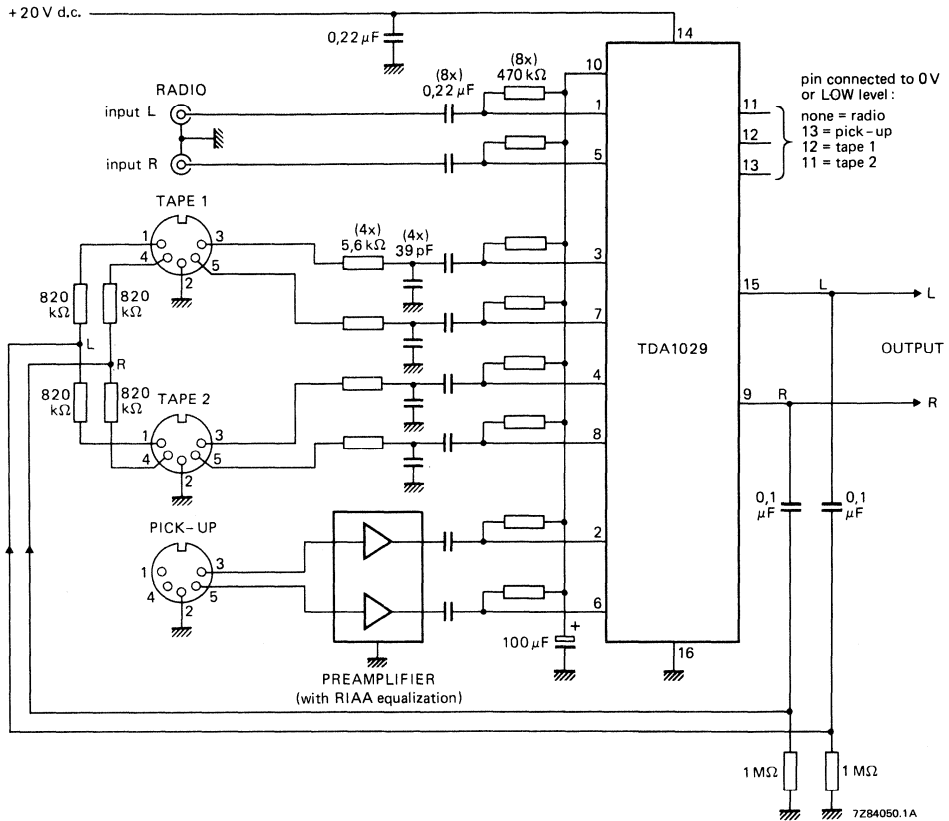 +20 V d.c.
0,22 µF
14
RADIO
input L
input R
(8x)
0,22 µF
(8x)
470 kΩ
10
1
5
11
12
13
pin connected to 0 V
or LOW level :
none = radio
13 = pick-up
12 = tape 1
11 = tape 2
TAPE 1
1
3
4
5
2
(4x)
5,6 kΩ
(4x)
39 pF
3
7
820
kΩ
820
kΩ
L
R
820
kΩ
820
kΩ
TAPE 2
1
3
4
5
2
4
8
TDA1029
15
L
L
OUTPUT
9
R
R
0,1
µF
0,1
µF
PICK-UP
1
3
4
5
2
2
6
100 µF
+
16
PREAMPLIFIER
(with RIAA equalization)
1 MΩ
1 MΩ
7Z84050.1A